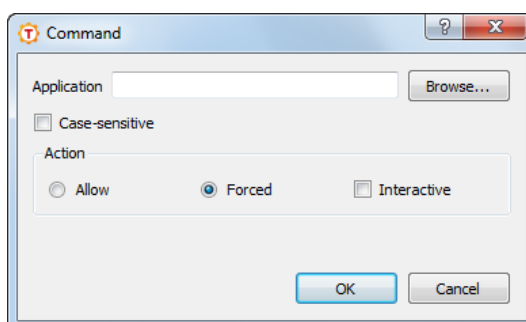 Command
Application Browse...
Case-sensitive
Action
Allow Forced Interactive
OK Cancel